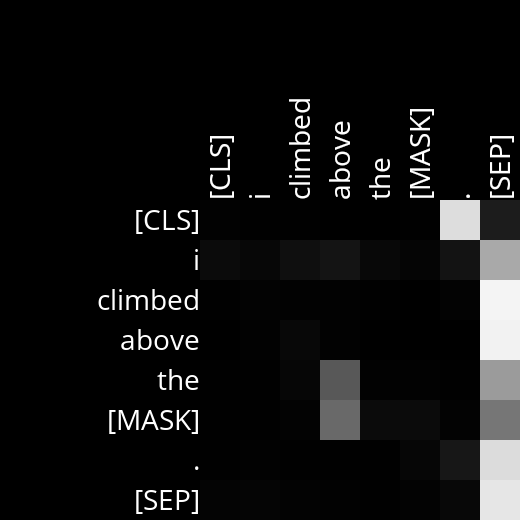 [CLS] i climbed above the [MASK] . [SEP]
[CLS]
i
climbed
above
the
[MASK]
.
[SEP]